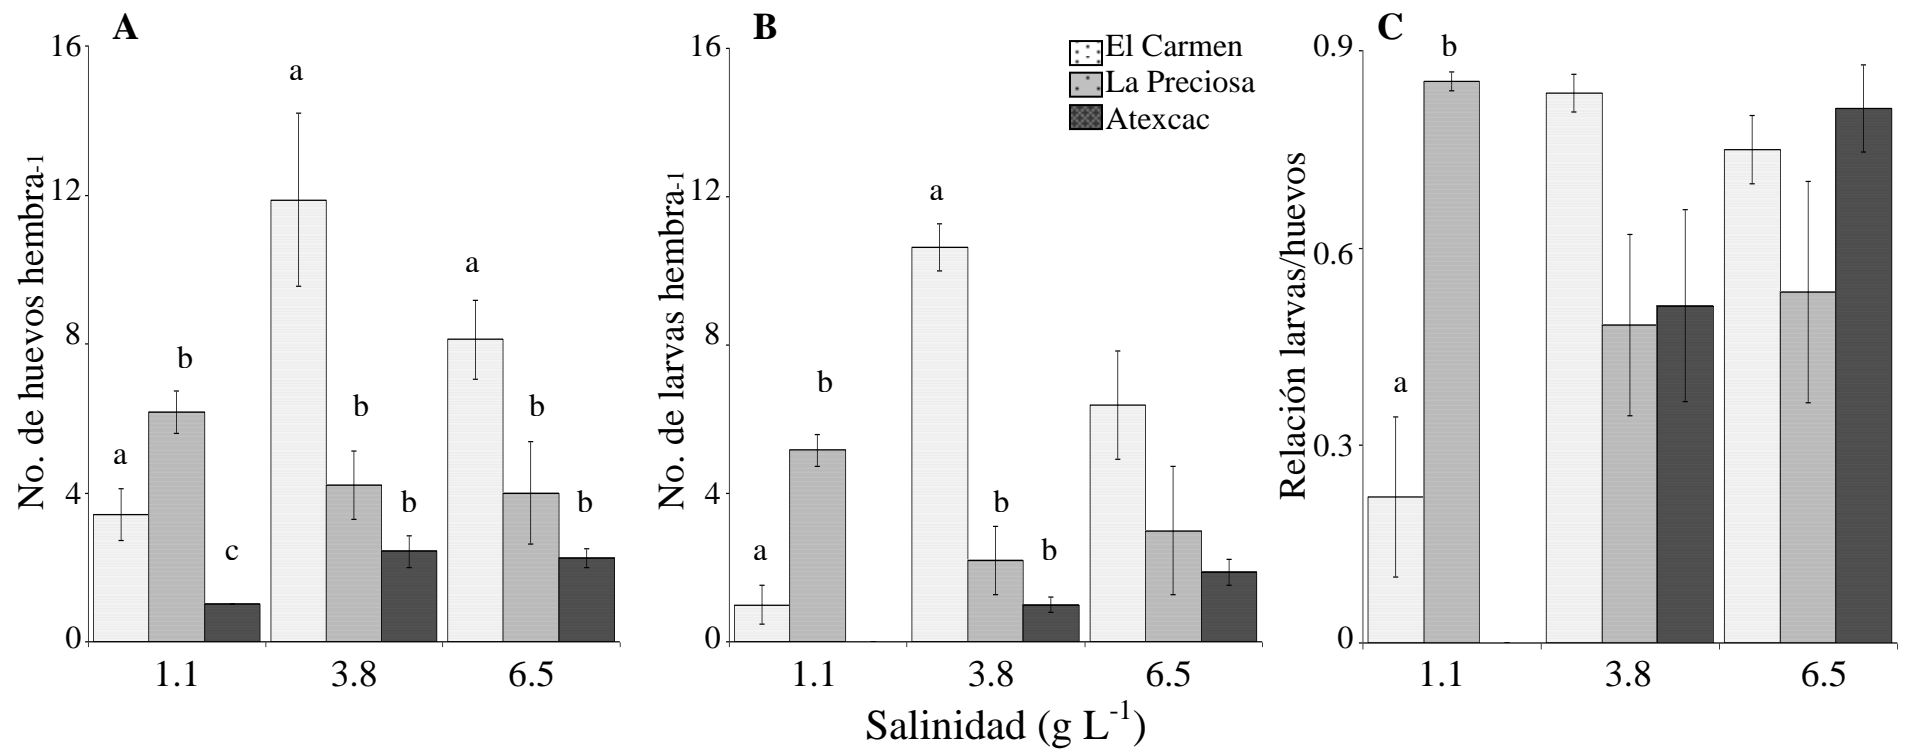 A
No. de huevos hembra-1
16
12
8
4
0
a
b
c
a
b
b
a
b
b
1.1
3.8
6.5
B
No. de larvas hembra-1
16
12
8
4
0
a
b
a
b
b
1.1
3.8
6.5
El Carmen
La Preciosa
Atexcac
C
Relación larvas/huevos
0.9
0.6
0.3
0
a
b
1.1
3.8
6.5
Salinidad (g L-1)